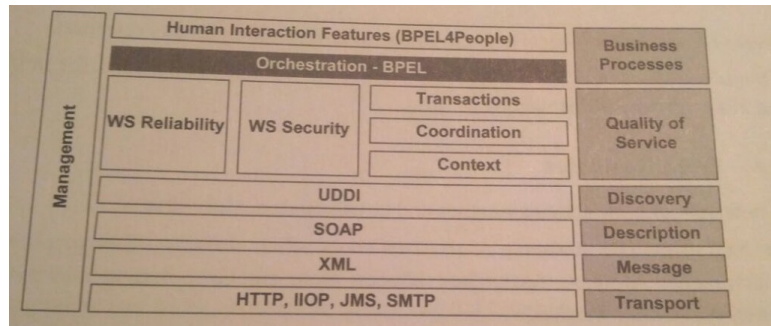 Human Interaction Features (BPEL4People)
Business
Processes
Orchestration - BPEL
Management
WS Reliability
WS Security
Transactions
Coordination
Context
Quality of
Service
UDDI
Discovery
SOAP
Description
XML
Message
HTTP, IIOP, JMS, SMTP
Transport